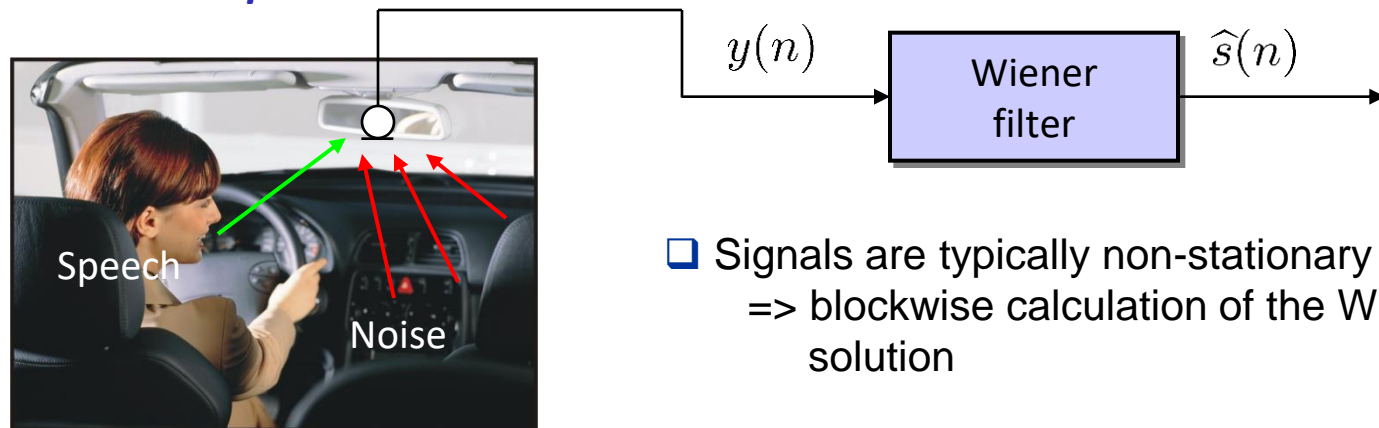 y(n)
Wiener
filter
ŝ(n)
Speech
Noise
❑ Signals are typically non-stationary
=> blockwise calculation of the W
solution